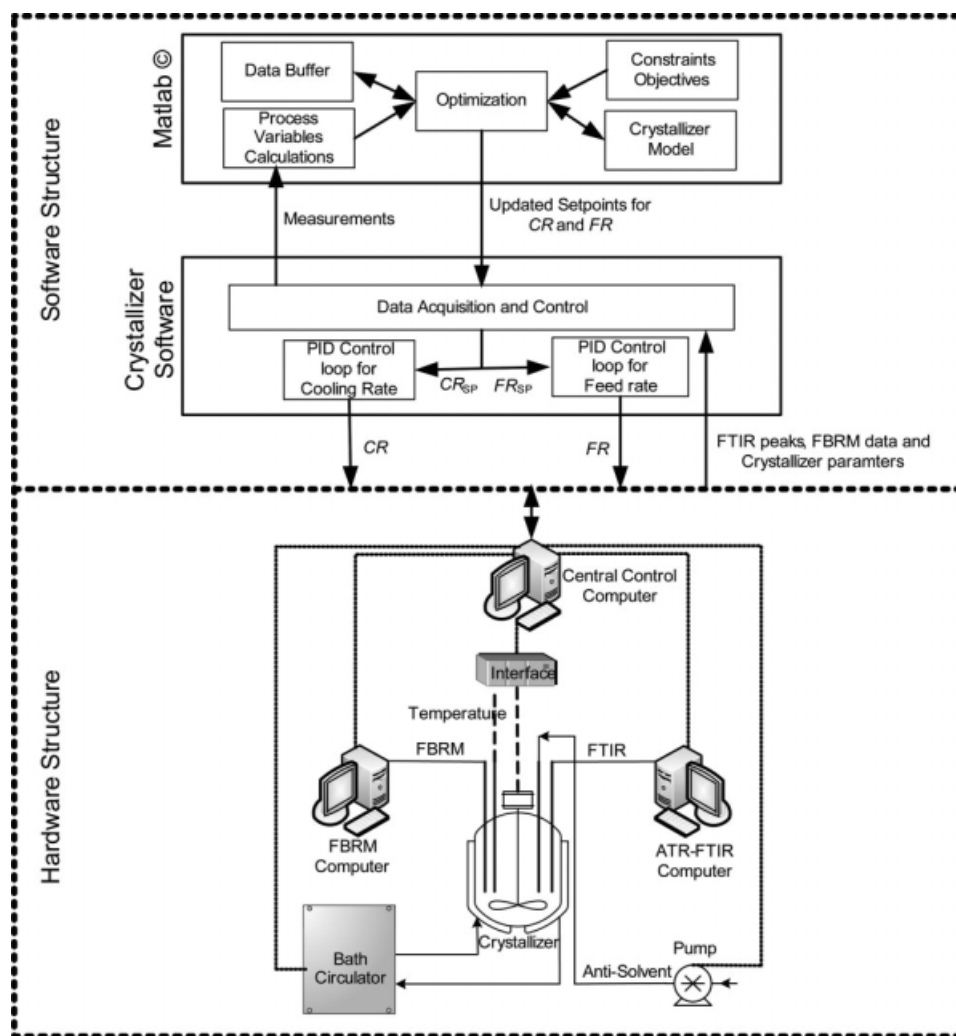 Software Structure
Matlab ©
Data Buffer
Process
Variables
Calculations
Optimization
Constraints
Objectives
Crystallizer
Model
Measurements
Updated Setpoints for
CR and FR
Crystallizer
Software
Data Acquisition and Control
PID Control
loop for
Cooling Rate
CRSP
FRSP
PID Control
loop for
Feed rate
CR
FR
FTIR peaks, FBRM data and
Crystallizer paramters
Hardware Structure
Central Control
Computer
Interface
Temperature
FBRM
FTIR
FBRM
Computer
ATR-FTIR
Computer
Crystallizer
Bath
Circulator
Anti-Solvent
Pump